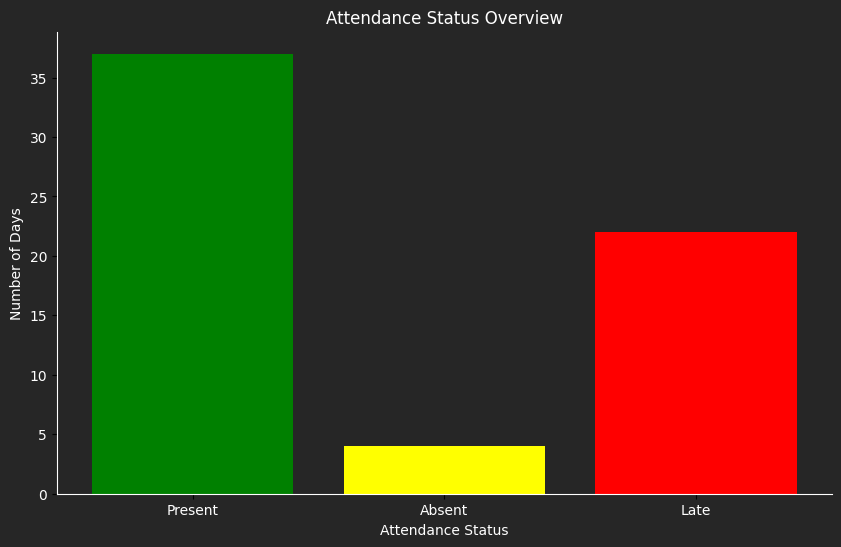 Attendance Status Overview
Number of Days
35
30
25
20
15
10
5
0
Present Absent Late
Attendance Status